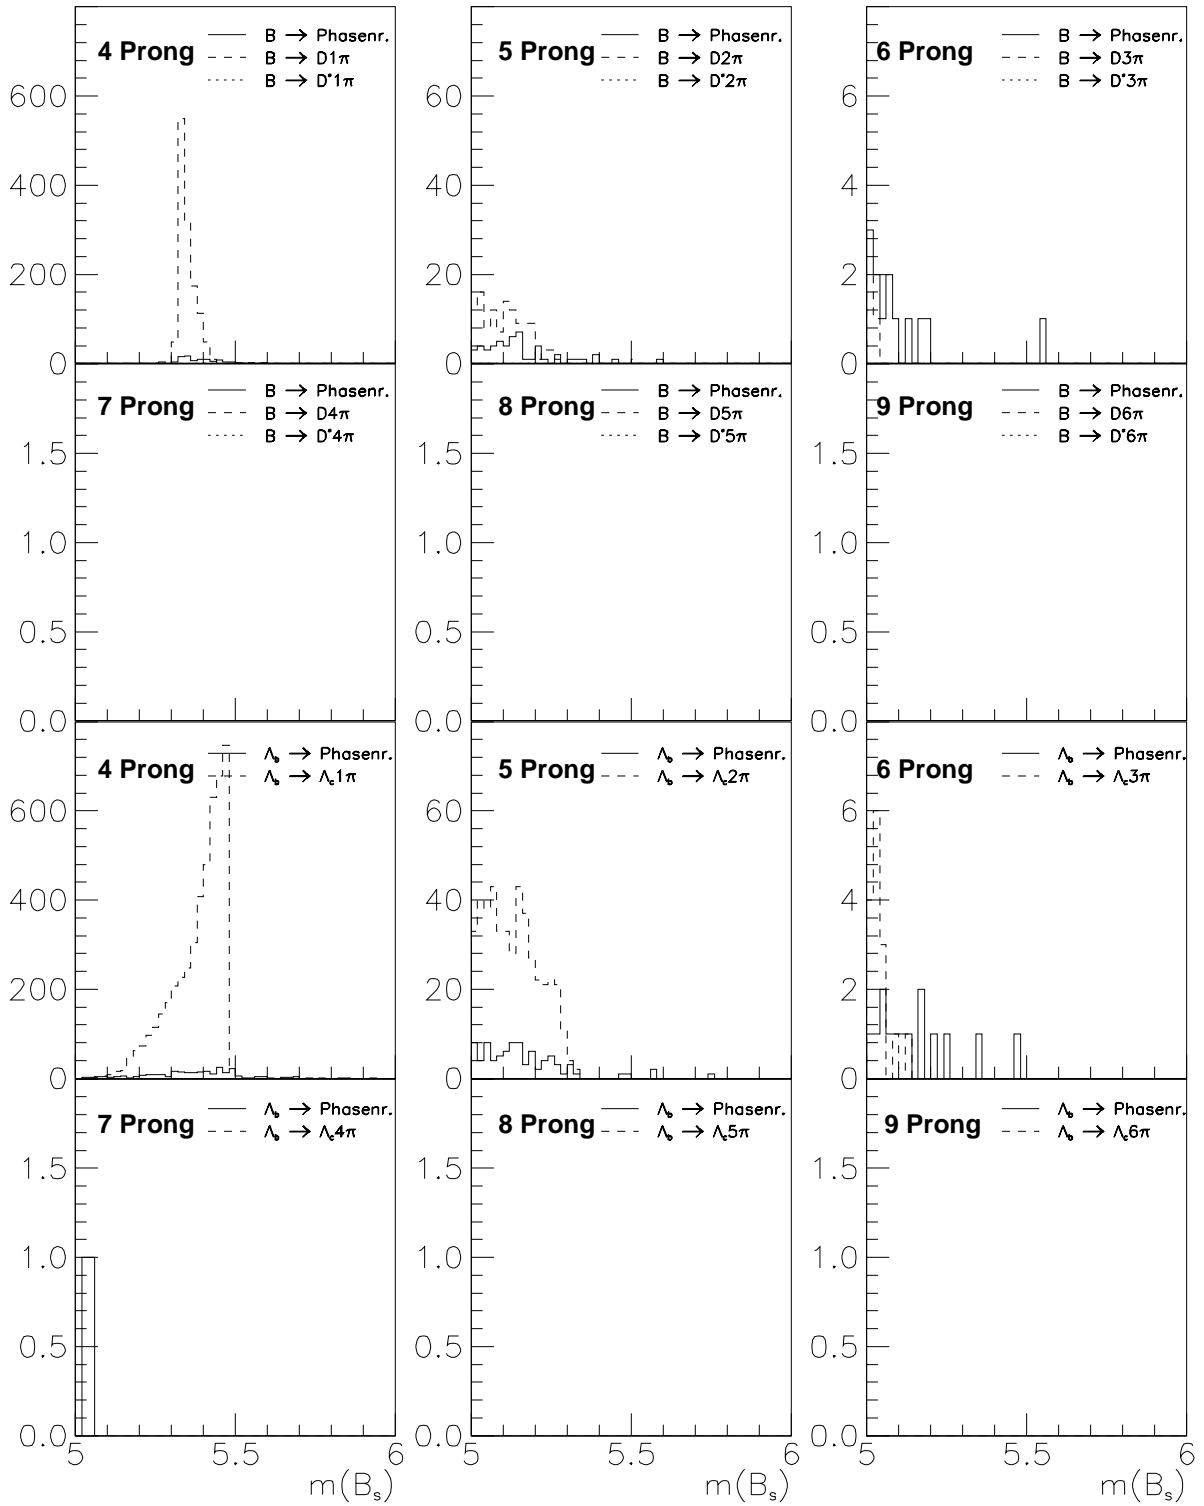 4 Prong
B → Phasenr.
B → D1π
B → D*1π
600
400
200
0
5 Prong
B → Phasenr.
B → D2π
B → D*2π
60
40
20
0
6 Prong
B → Phasenr.
B → D3π
B → D*3π
6
4
2
0
7 Prong
B → Phasenr.
B → D4π
B → D*4π
1.5
1.0
0.5
0.0
8 Prong
B → Phasenr.
B → D5π
B → D*5π
1.5
1.0
0.5
0.0
9 Prong
B → Phasenr.
B → D6π
B → D*6π
1.5
1.0
0.5
0.0
4 Prong
Λb → Phasenr.
Λb → Λc1π
600
400
200
0
5 Prong
Λb → Phasenr.
Λb → Λc2π
60
40
20
0
6 Prong
Λb → Phasenr.
Λb → Λc3π
6
4
2
0
7 Prong
Λb → Phasenr.
Λb → Λc4π
1.5
1.0
0.5
0.0
5 5.5 6
m(Bs)
8 Prong
Λb → Phasenr.
Λb → Λc5π
1.5
1.0
0.5
0.0
5 5.5 6
m(Bs)
9 Prong
Λb → Phasenr.
Λb → Λc6π
1.5
1.0
0.5
0.0
5 5.5 6
m(Bs)